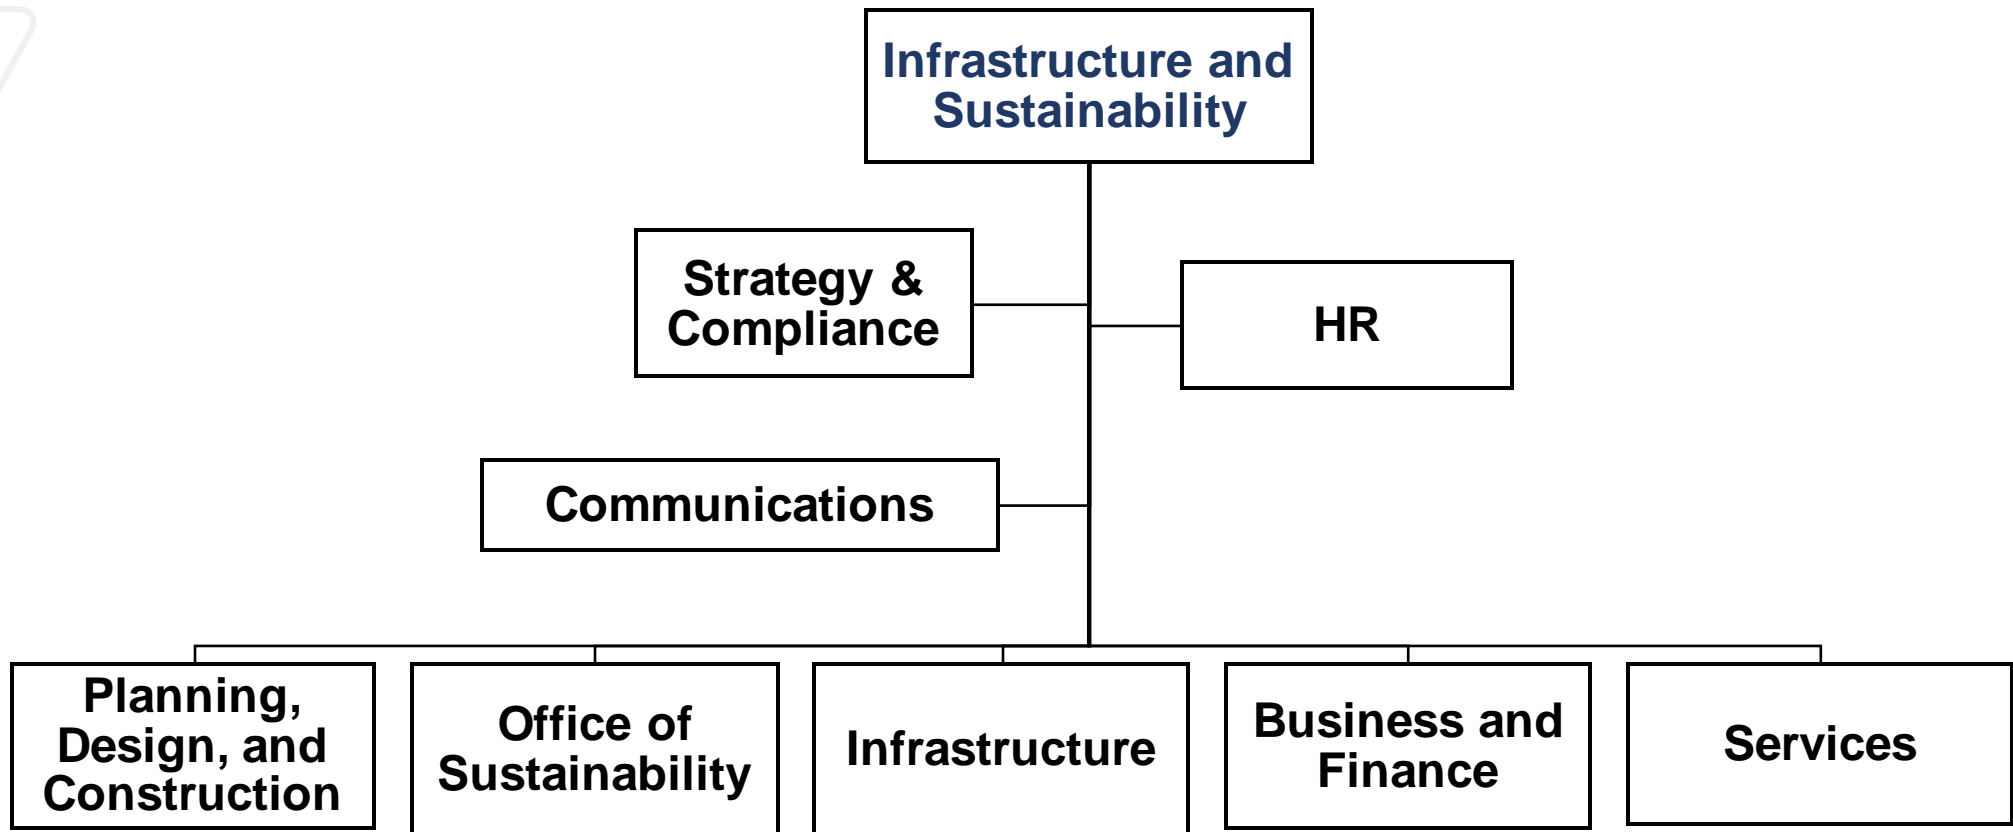 Infrastructure and
Sustainability
Strategy &
Compliance
HR
Communications
Planning,
Design, and
Construction
Office of
Sustainability
Infrastructure
Business and
Finance
Services